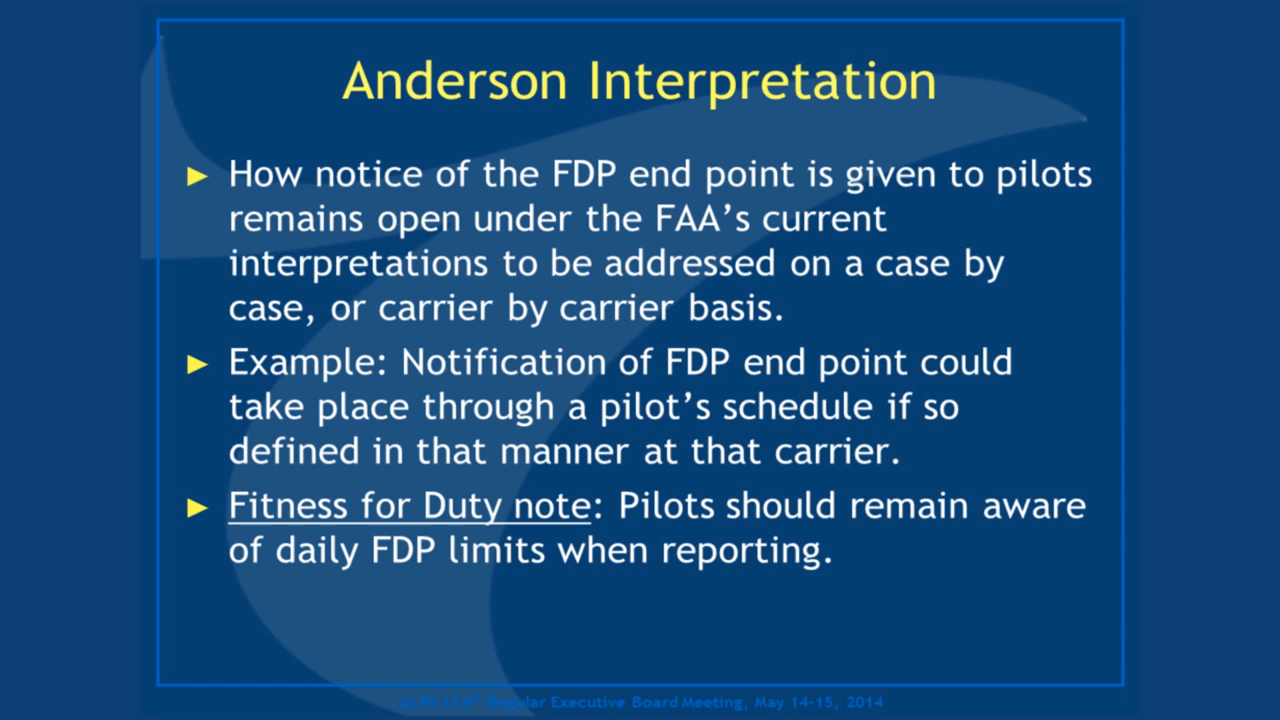 Anderson Interpretation
► How notice of the FDP end point is given to pilots
remains open under the FAA’s current
interpretations to be addressed on a case by
case, or carrier by carrier basis.
► Example: Notification of FDP end point could
take place through a pilot’s schedule if so
defined in that manner at that carrier.
► Fitness for Duty note: Pilots should remain aware
of daily FDP limits when reporting.
ALPA Regular Executive Board Meeting, May 14-15, 2014